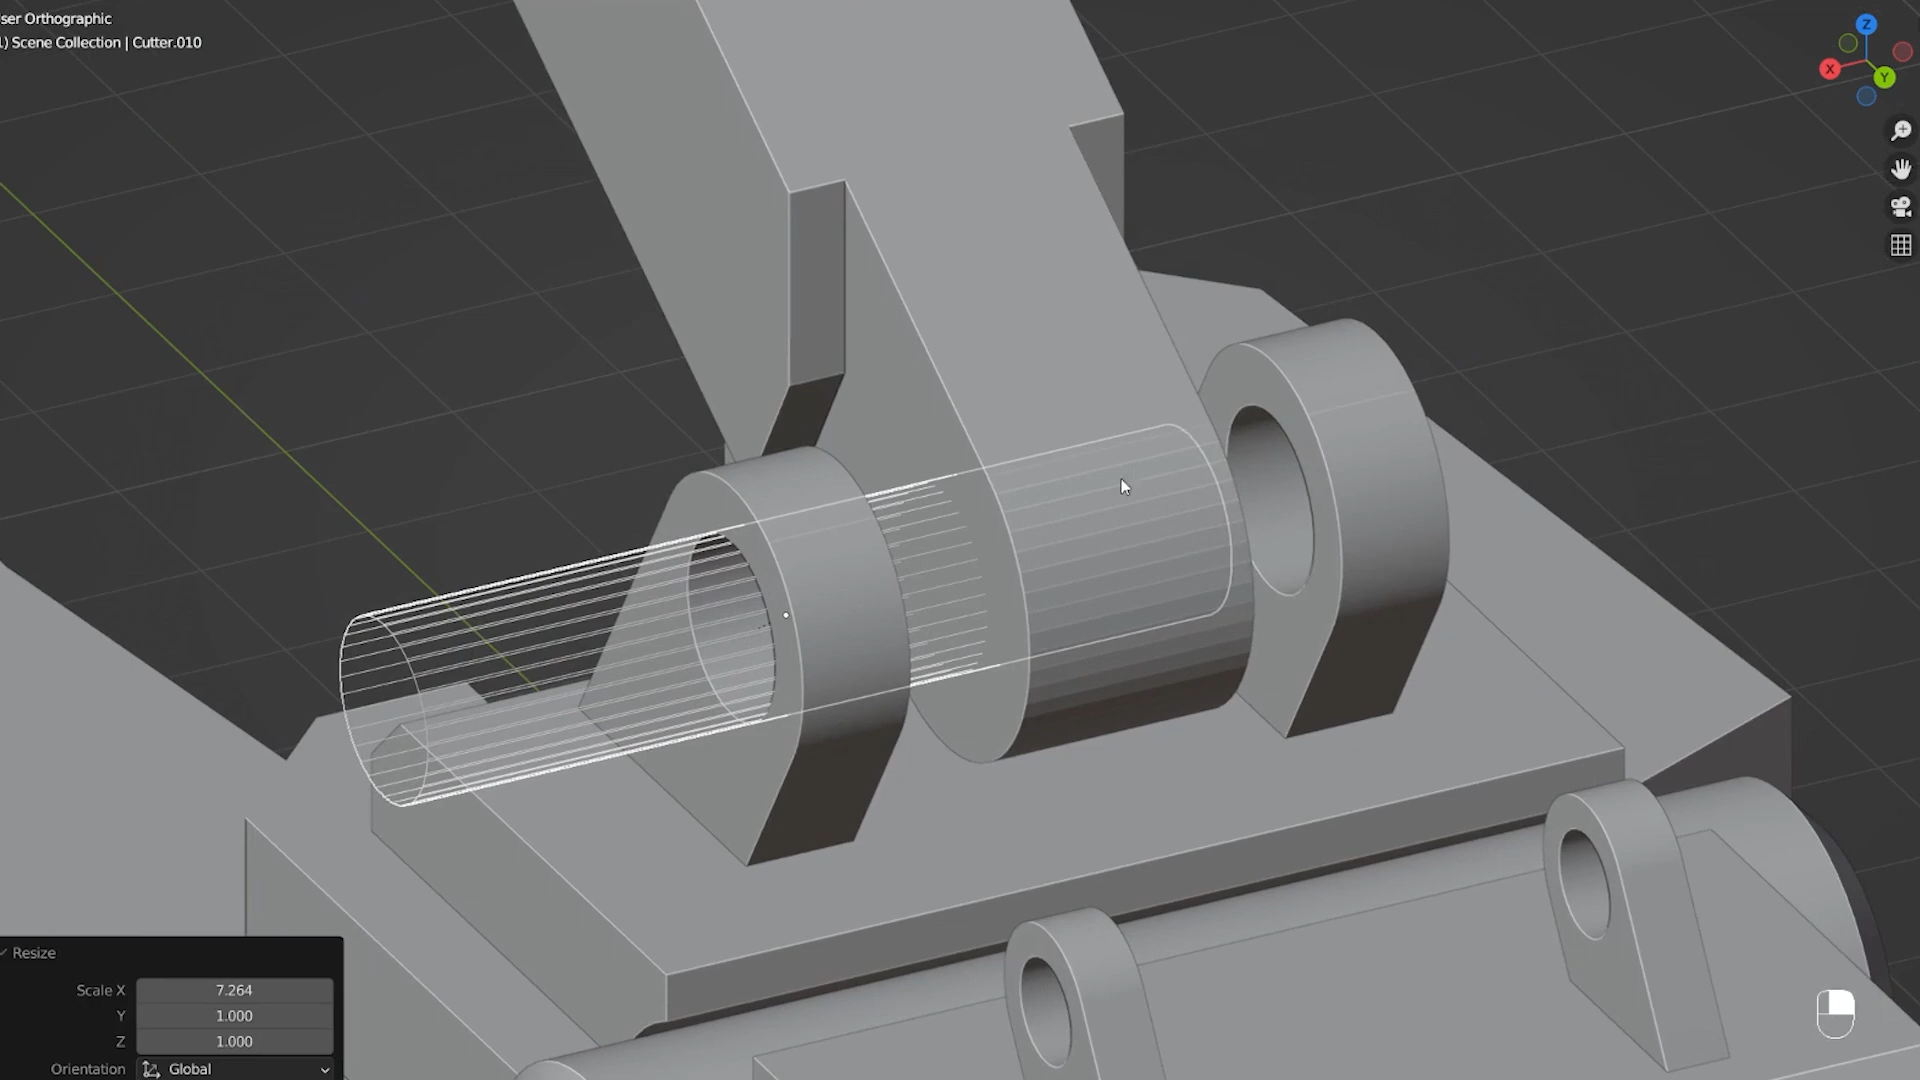 ser Orthographic
) Scene Collection | Cutter.010
Z
X
Y
Resize
Scale X 7.264
Y 1.000
Z 1.000
Orientation Global